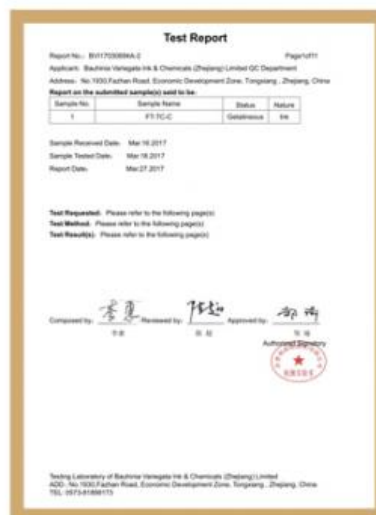 Test Report
Report No.: BVI1703089AA-2 Page1of11
Applicant: Bauhinia Variegata Ink & Chemicals (Zhejiang) Limited QC Department
Address: No.1930,Fazhan Road, Economic Development Zone, Tongxiang , Zhejiang, China
Report on the submitted sample(s) said to be:
Sample No. Sample Name Status Nature
1 FT-TC-C Gelatineous Ink
Sample Received Date: Mar.16.2017
Sample Tested Date: Mar.16.2017
Report Date: Mar.27.2017
Test Requested: Please refer to the following page(s)
Test Method: Please refer to the following page(s)
Test Result(s): Please refer to the following page(s)
Composed by: 李惠 Reviewed by: Approved by:
李惠
Authorized Signatory
Testing Laboratory of Bauhinia Variegata Ink & Chemicals (Zhejiang) Limited
ADD.: No.1930,Fazhan Road, Economic Development Zone, Tongxiang , Zhejiang, China
TEL: 0573-81898173